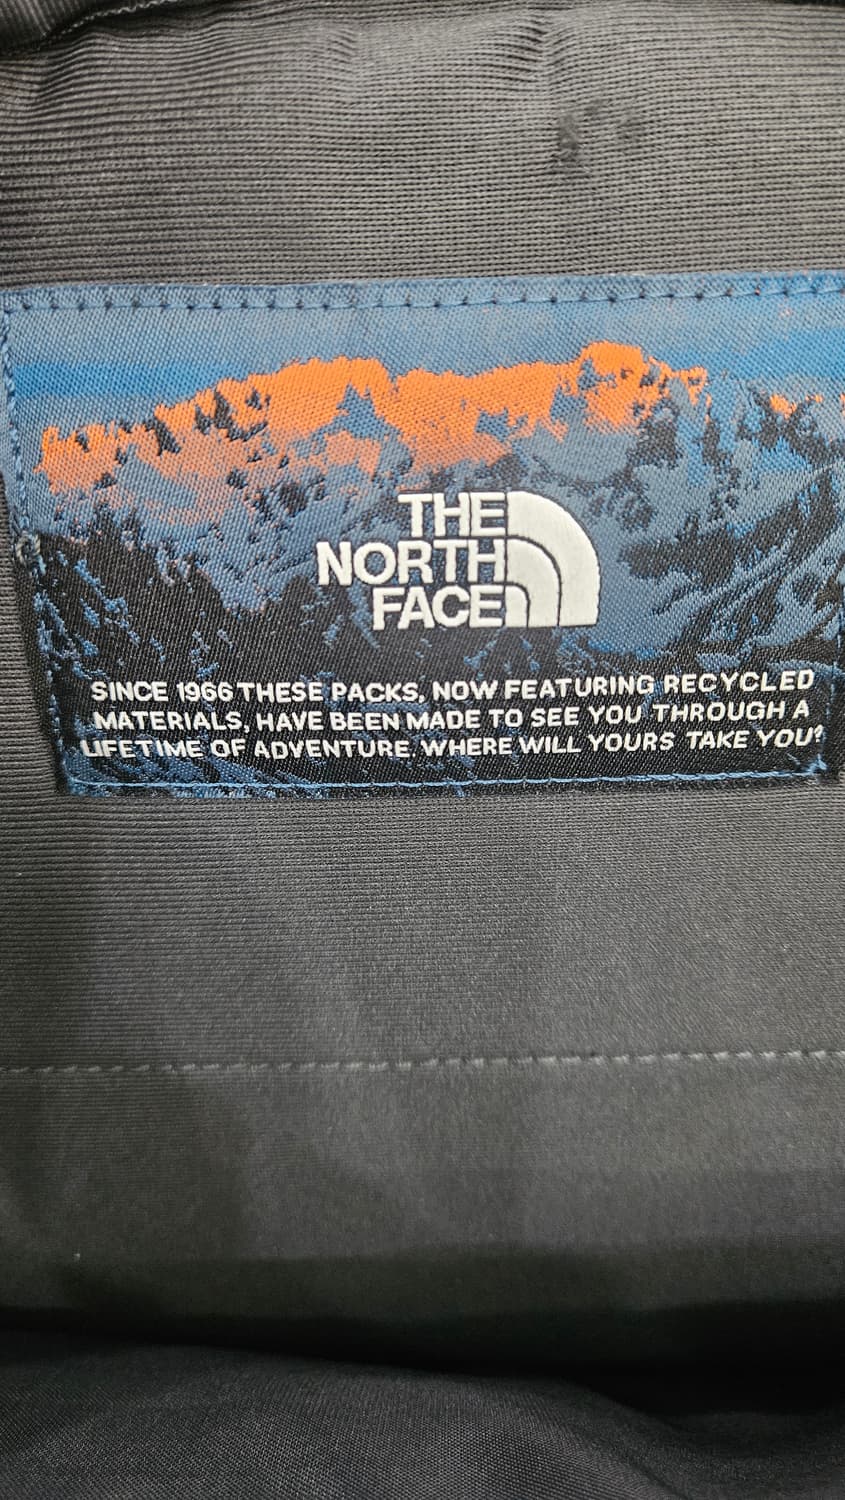 THE
NORTH
FACE
SINCE 1966 THESE PACKS, NOW FEATURING RECYCLED
MATERIALS, HAVE BEEN MADE TO SEE YOU THROUGH A
LIFETIME OF ADVENTURE. WHERE WILL YOURS TAKE YOU?